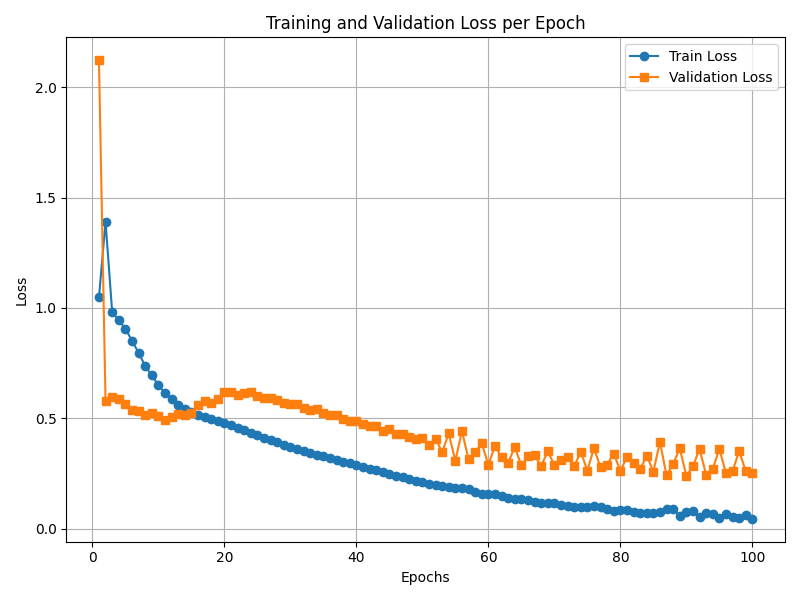 Training and Validation Loss per Epoch
Train Loss
Validation Loss
2.0
1.5
1.0
0.5
0.0
Loss
0 20 40 60 80 100
Epochs